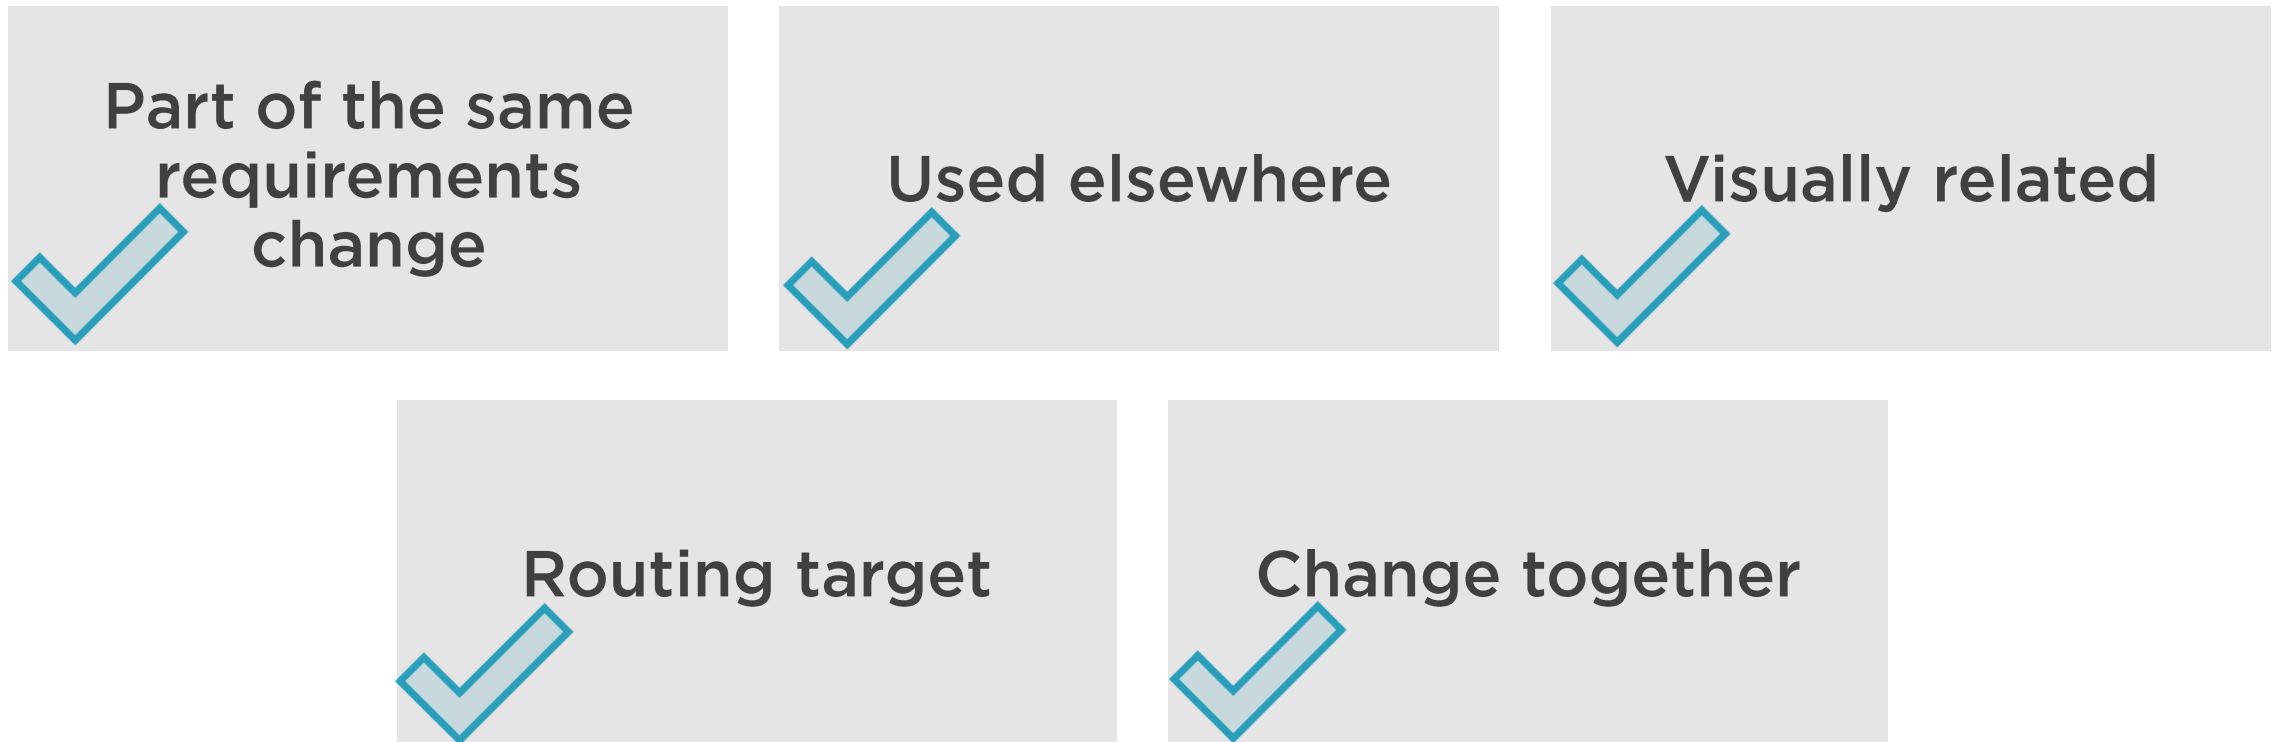 Part of the same
requirements
change
Used elsewhere
Visually related
Routing target
Change together